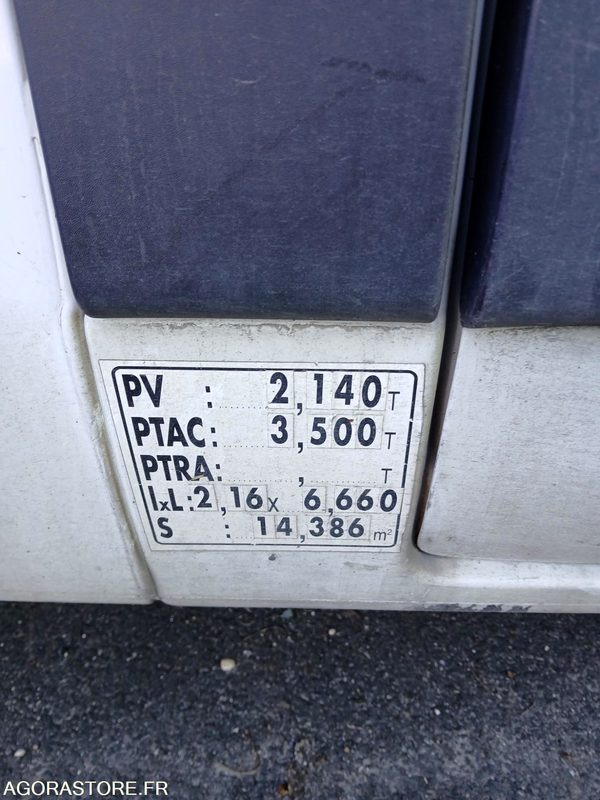 PV : 2,140 T
PTAC: 3,500 T
PTRA: , T
IxL: 2,16 x 6,660
S : 14,386 m²
AGORASTORE.FR